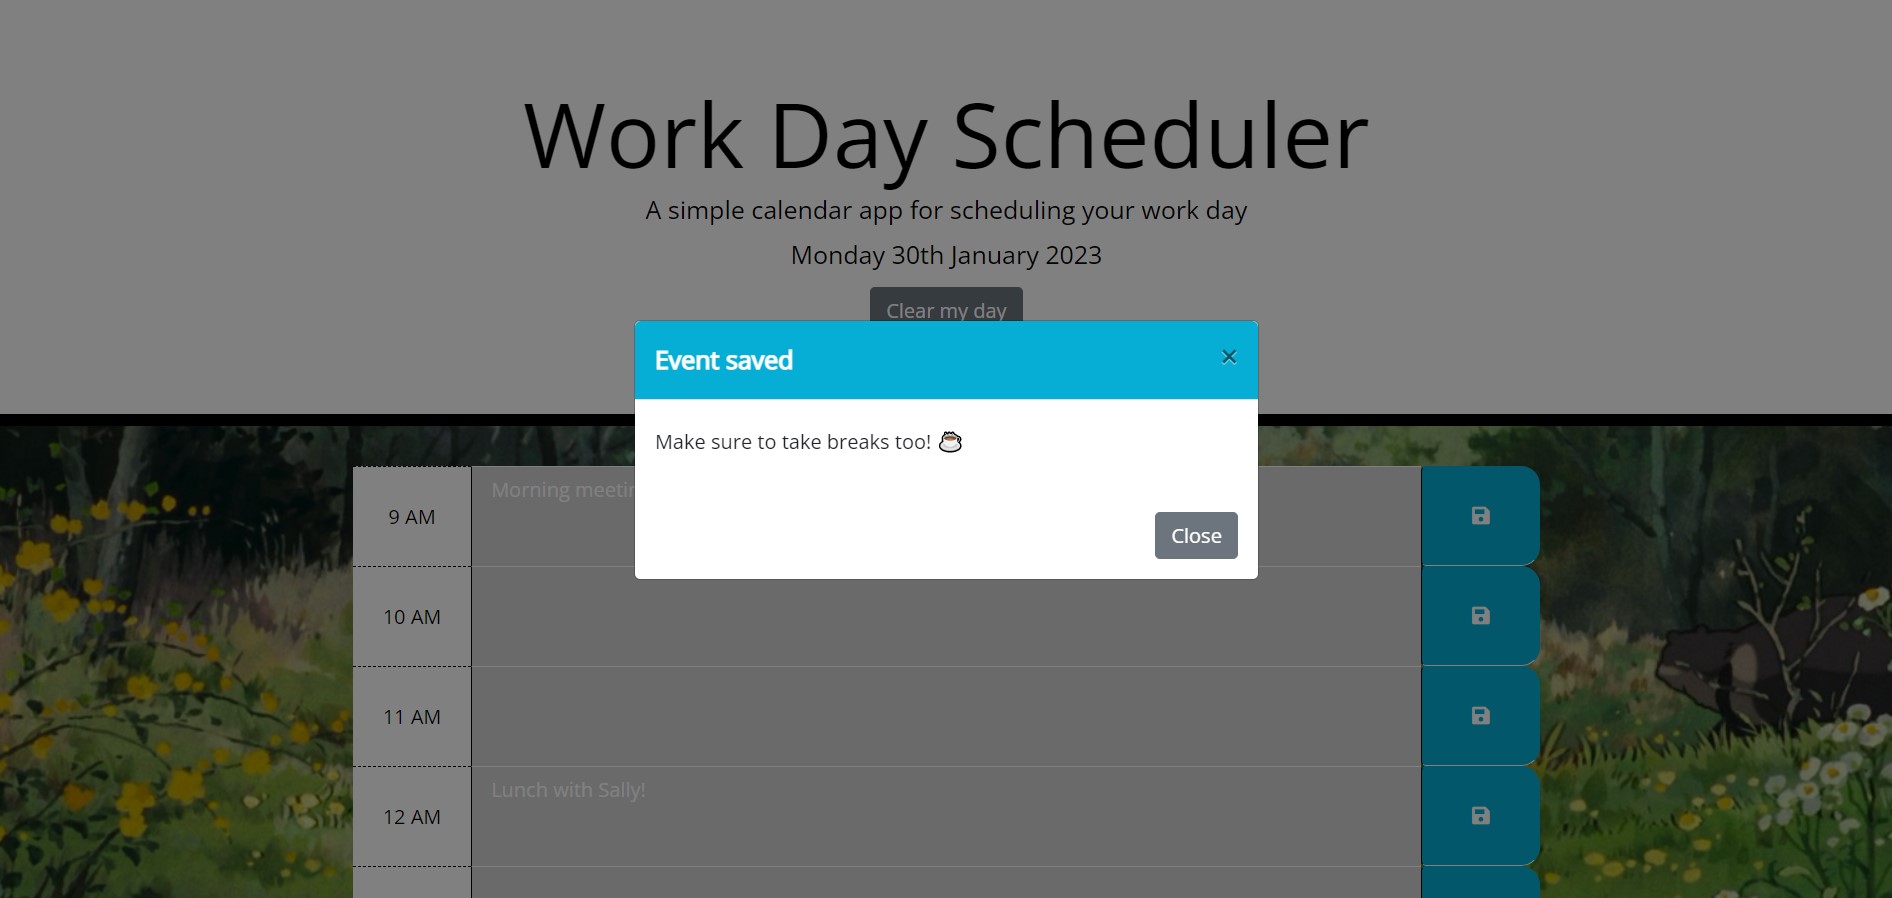 Work Day Scheduler
A simple calendar app for scheduling your work day
Monday 30th January 2023
Clear my day
Event saved
×
Make sure to take breaks too! ☕
Close
9 AM
Morning
10 AM
11 AM
12 AM
Lunch with Sally!